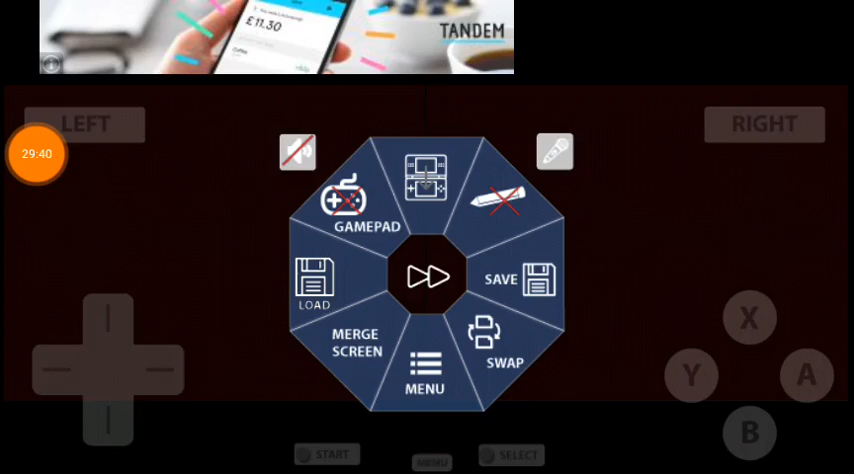 £11.30
TANDEM
LEFT
RIGHT
29:40
GAMEPAD
SAVE
LOAD
MERGE
SCREEN
SWAP
MENU
X
Y
A
B
START
MENU
SELECT